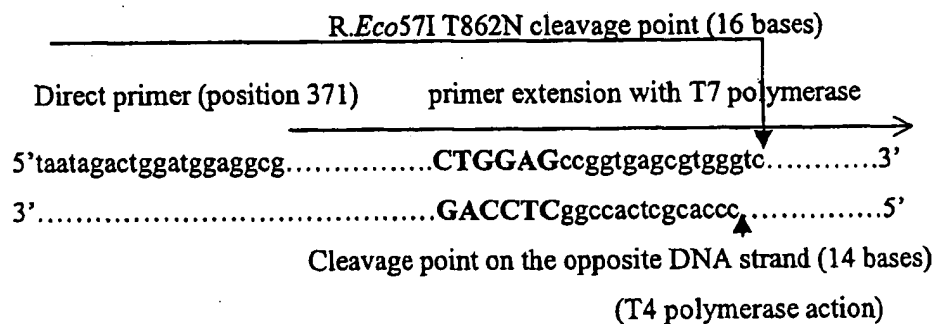 R.Eco57I T862N cleavage point (16 bases)
Direct primer (position 371) primer extension with T7 polymerase
5'taatagactggatggaggcg....................CTGGAGccggtgagcgtgggtc............3'
3'.........................................................GACCTCggccactcgcaccc..............5'
Cleavage point on the opposite DNA strand (14 bases)
(T4 polymerase action)